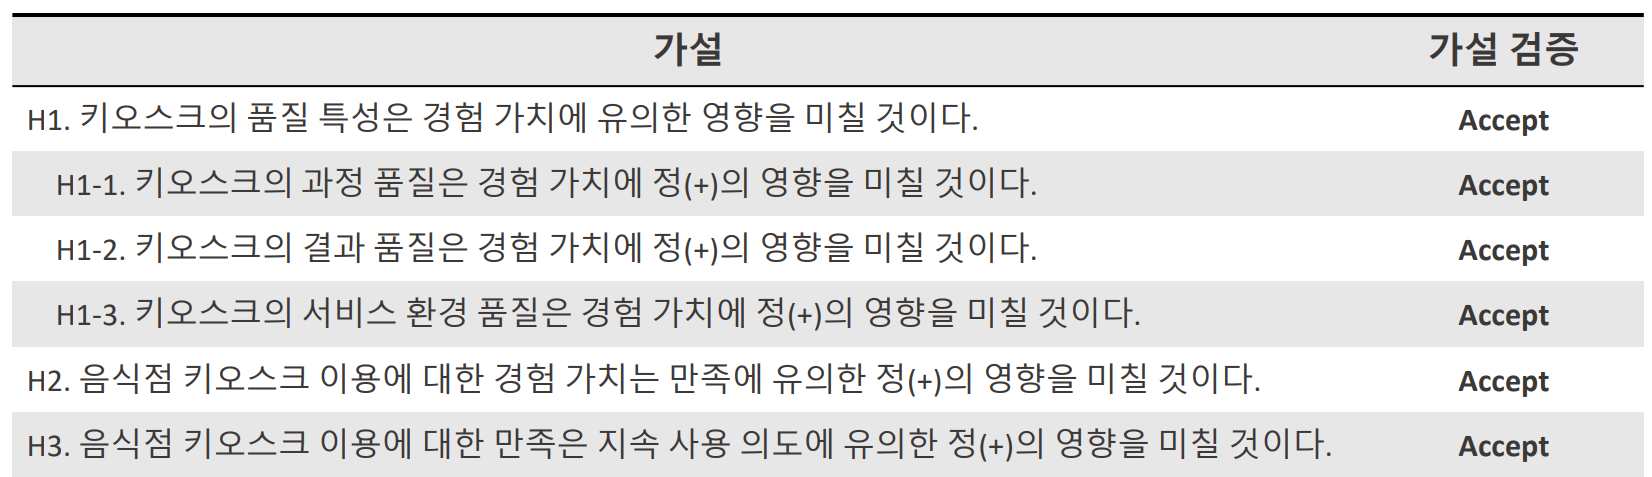 가설 가설 검증
H1. 키오스크의 품질 특성은 경험 가치에 유의한 영향을 미칠 것이다. Accept
H1-1. 키오스크의 과정 품질은 경험 가치에 정(+)의 영향을 미칠 것이다. Accept
H1-2. 키오스크의 결과 품질은 경험 가치에 정(+)의 영향을 미칠 것이다. Accept
H1-3. 키오스크의 서비스 환경 품질은 경험 가치에 정(+)의 영향을 미칠 것이다. Accept
H2. 음식점 키오스크 이용에 대한 경험 가치는 만족에 유의한 정(+)의 영향을 미칠 것이다. Accept
H3. 음식점 키오스크 이용에 대한 만족은 지속 사용 의도에 유의한 정(+)의 영향을 미칠 것이다. Accept